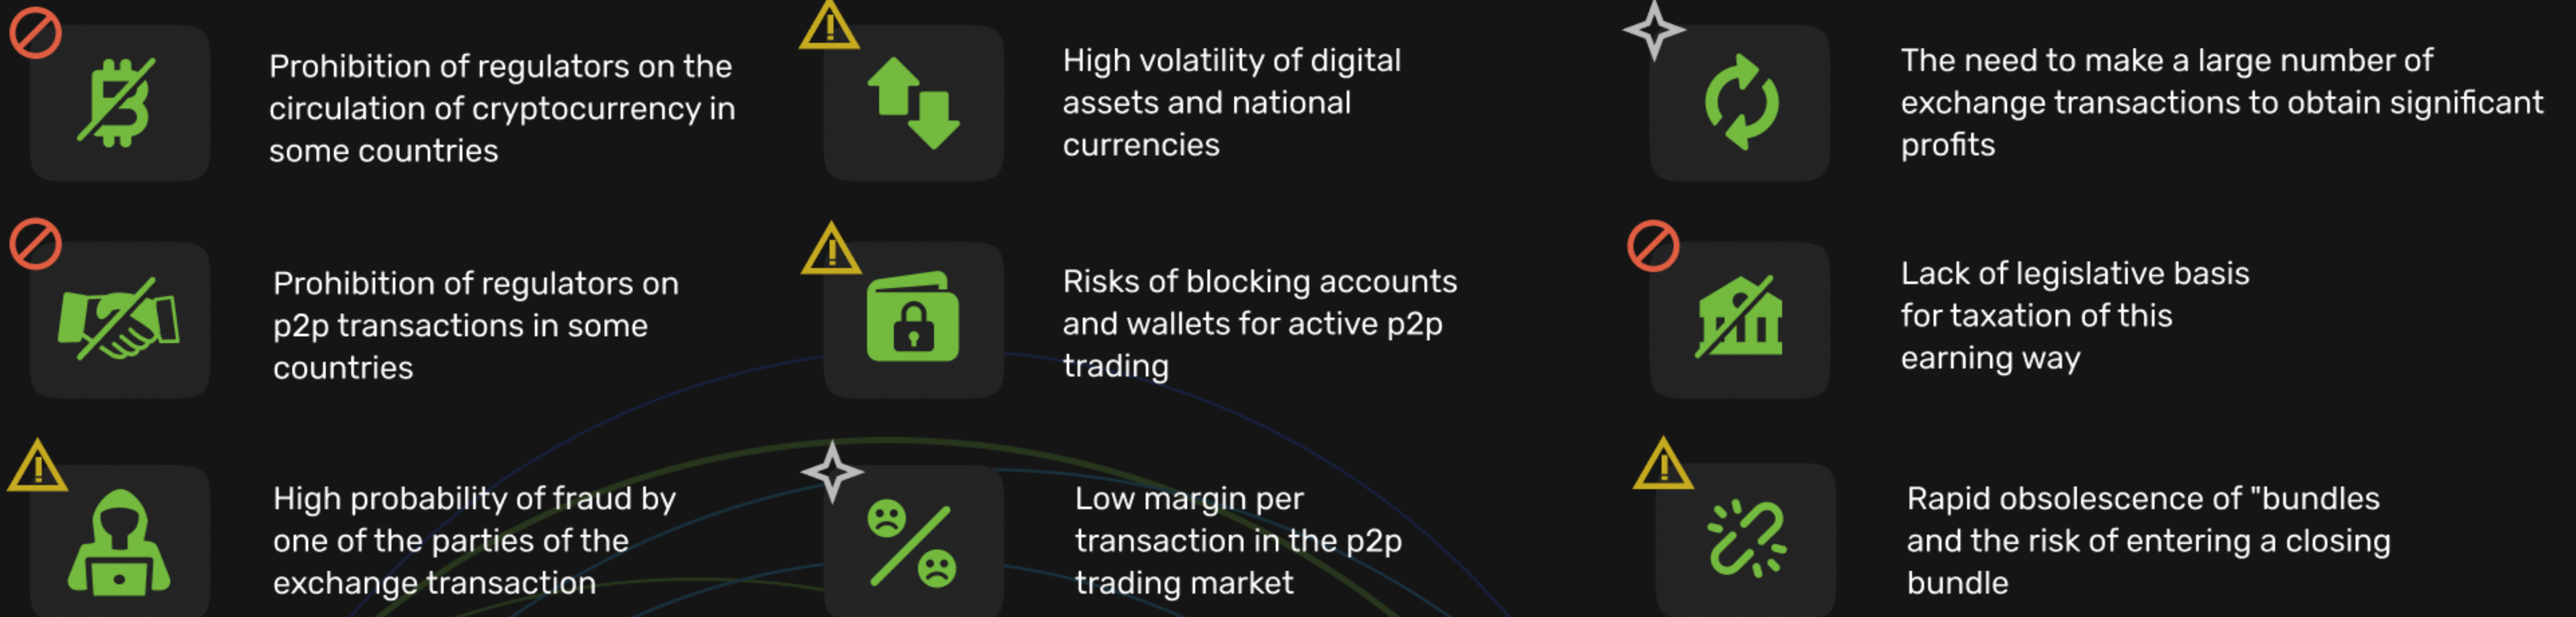 Prohibition of regulators on the
circulation of cryptocurrency in
some countries
High volatility of digital
assets and national
currencies
The need to make a large number of
exchange transactions to obtain significant
profits
Prohibition of regulators on
p2p transactions in some
countries
Risks of blocking accounts
and wallets for active p2p
trading
Lack of legislative basis
for taxation of this
earning way
High probability of fraud by
one of the parties of the
exchange transaction
Low margin per
transaction in the p2p
trading market
Rapid obsolescence of "bundles
and the risk of entering a closing
bundle